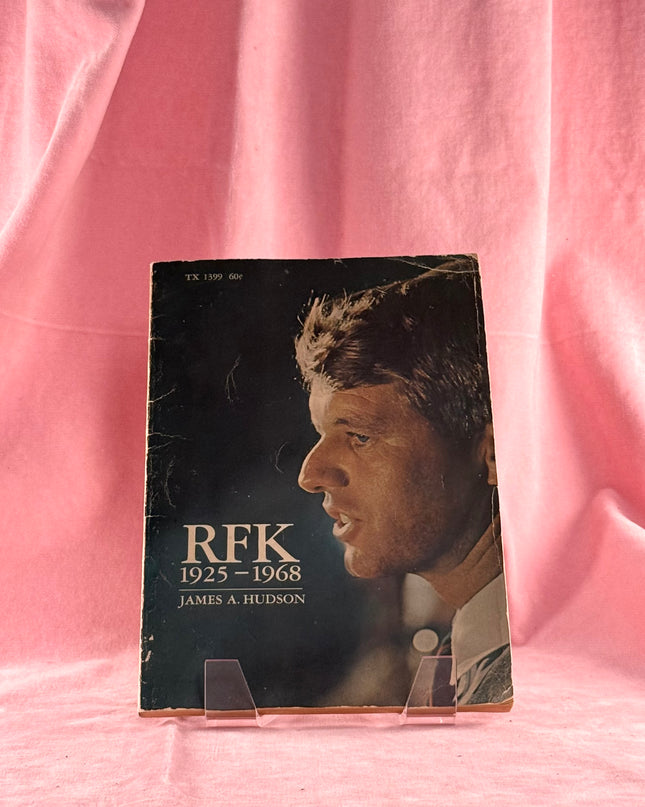 TX 1399 60¢
RFK
1925–1968
JAMES A. HUDSON